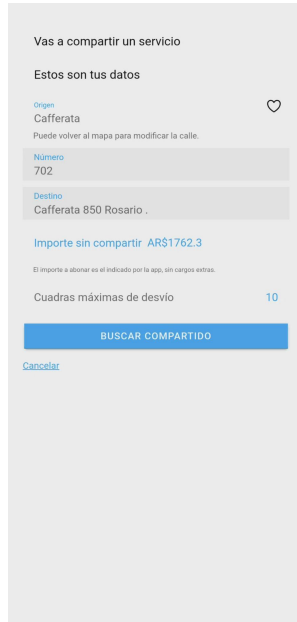 Vas a compartir un servicio
Estos son tus datos
Origen
Cafferata
Puede volver al mapa para modificar la calle.
Número
702
Destino
Cafferata 850 Rosario .
Importe sin compartir AR$1762.3
El importe a abonar es el indicado por la app, sin cargos extras.
Cuadras máximas de desvío 10
BUSCAR COMPARTIDO
Cancelar